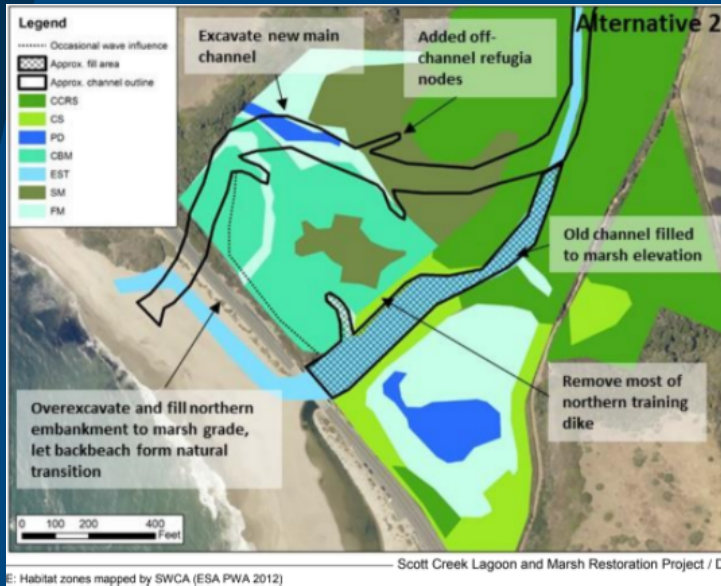 Alternative 2
Legend
Occasional wave influence
Approx. fill area
Approx. channel outline
CCRS
CS
PD
CBM
EST
SM
FM
Excavate new main
channel
Added off-
channel refugia
nodes
Old channel filled
to marsh elevation
Remove most of
northern training
dike
Overexcavate and fill northern
embankment to marsh grade,
let backbeach form natural
transition
0 100 200 400
Feet
Scott Creek Lagoon and Marsh Restoration Project / D
E: Habitat zones mapped by SWCA (ESA PWA 2012)